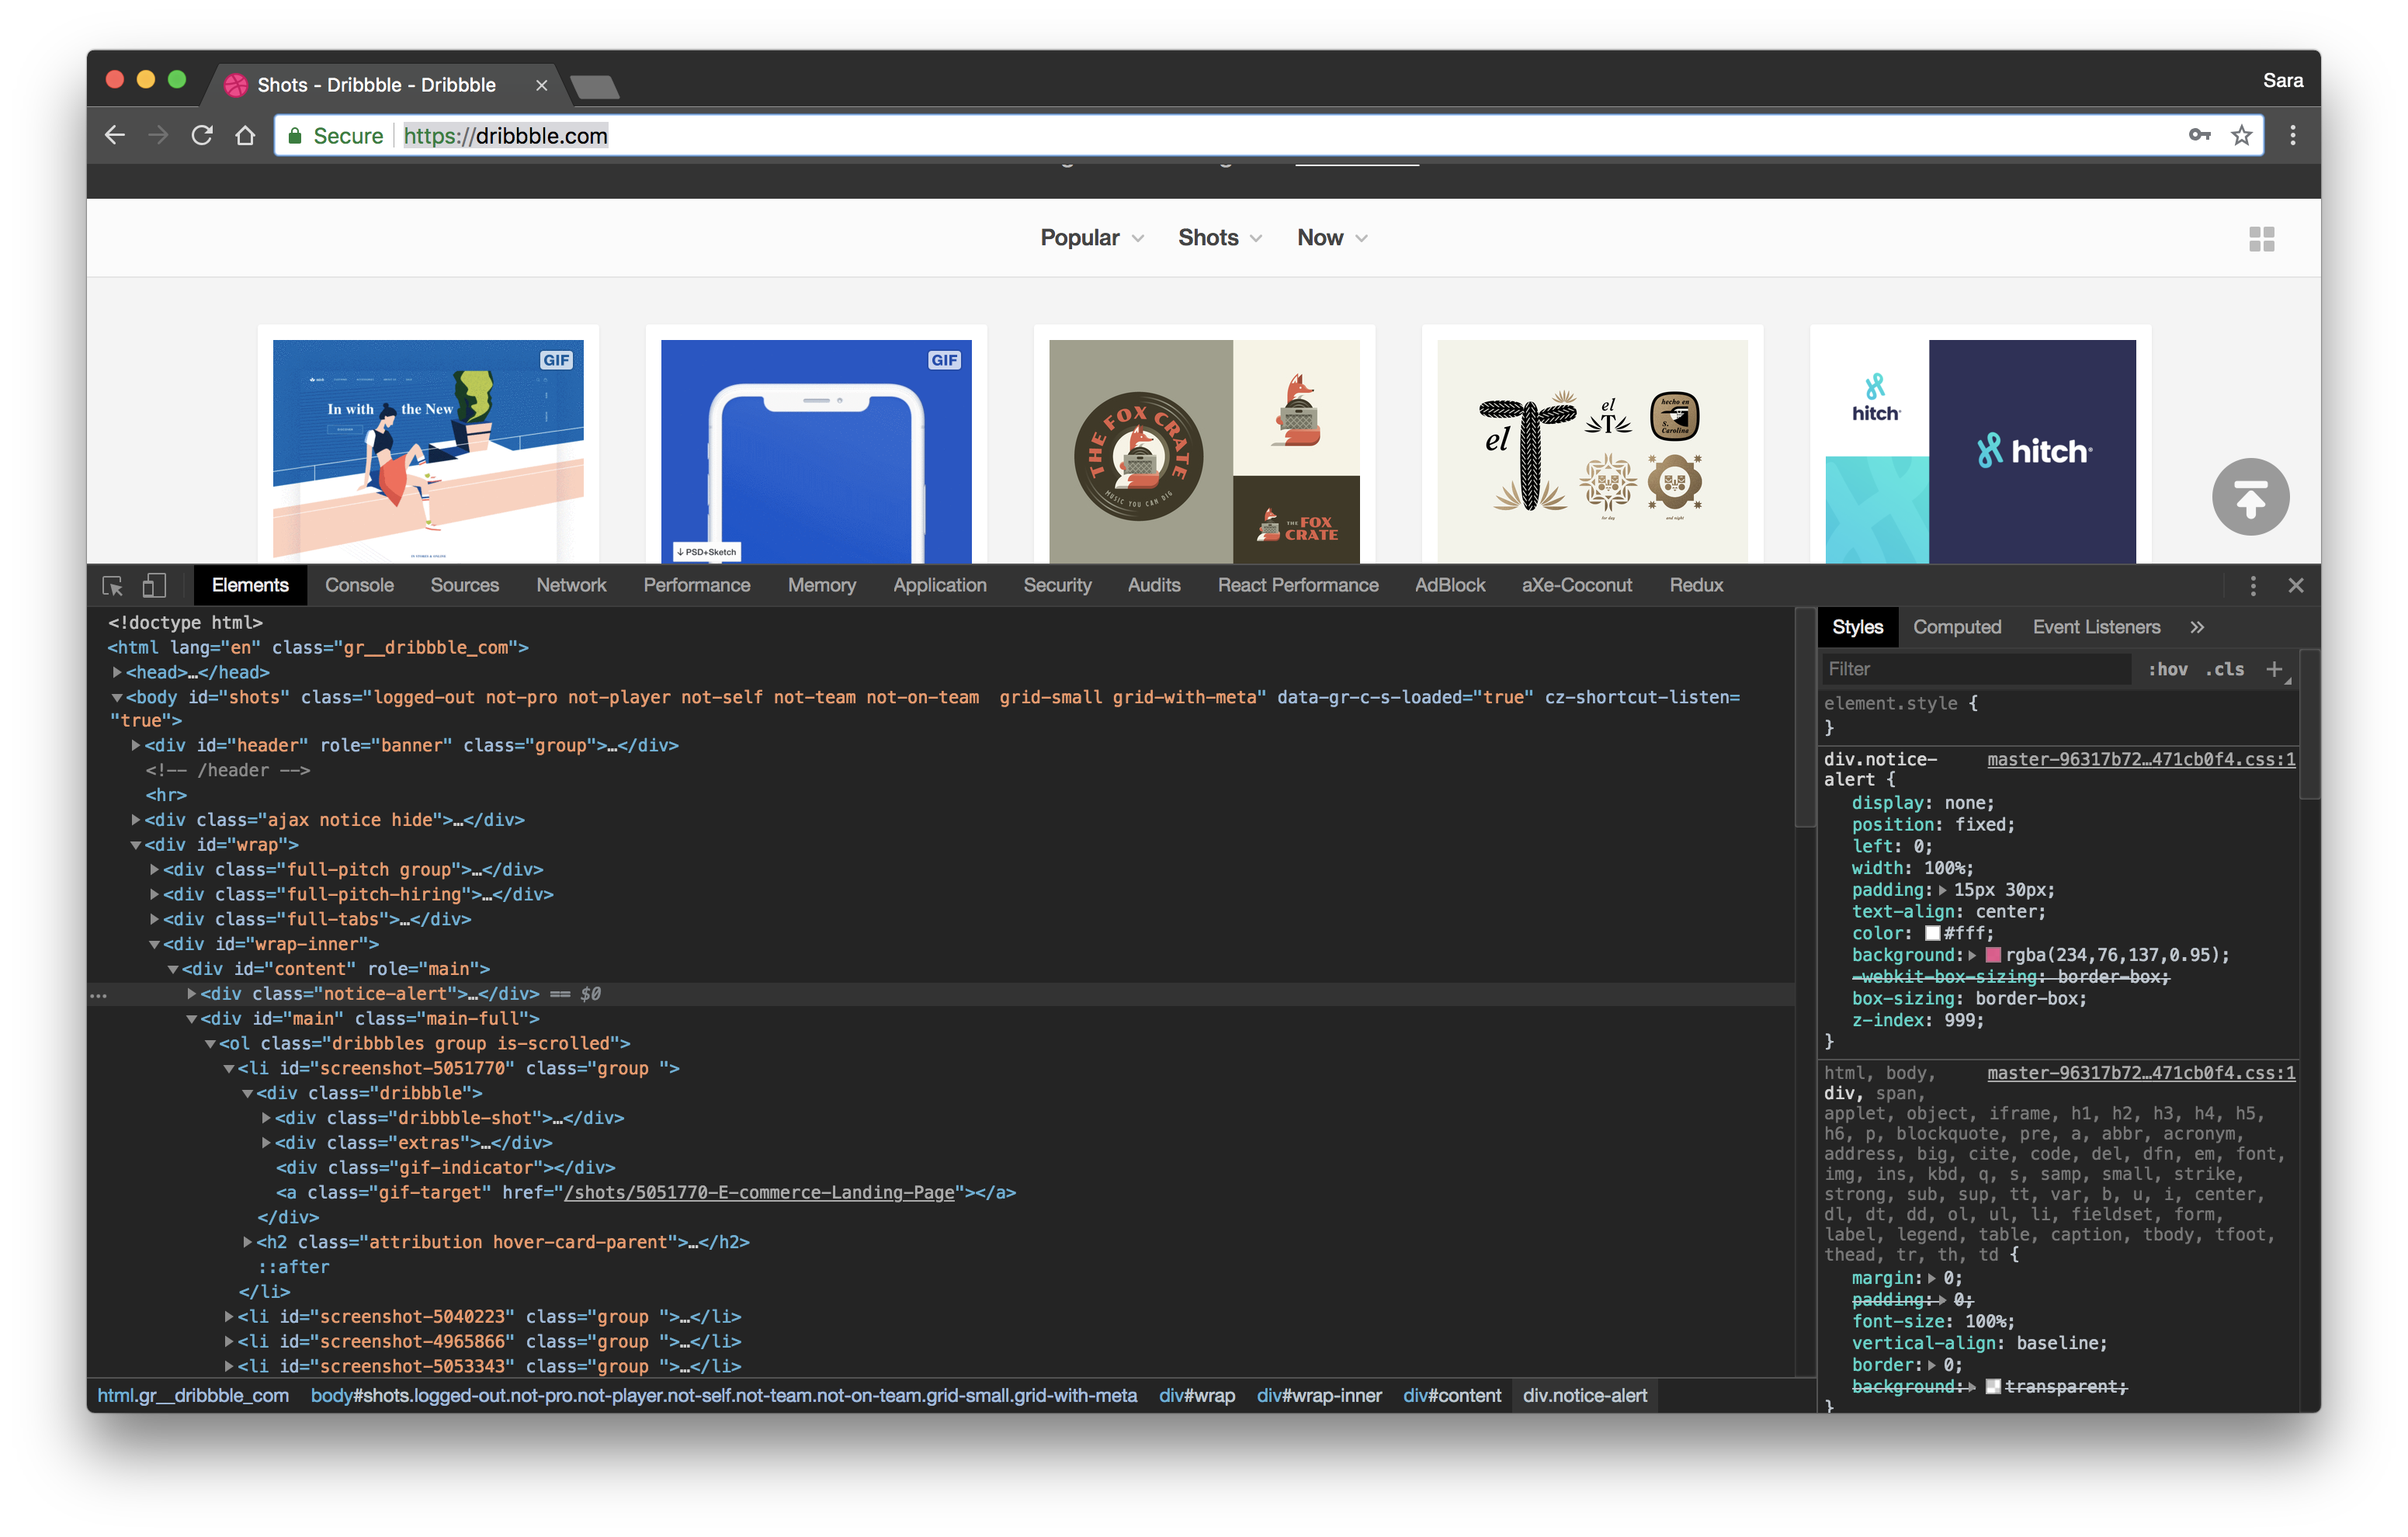 Shots - Dribbble - Dribbble
Sara
Secure https://dribbble.com
Popular Shots Now
GIF
In with the New
GIF
PSD+Sketch
THE FOX CRATE
MUSIC YOU CAN DIG
THE FOX CRATE
el
el T
hecho en S. Carolina
for day
and night
hitch
hitch
Elements Console Sources Network Performance Memory Application Security Audits React Performance AdBlock aXe-Coconut Redux
<!doctype html>
<html lang="en" class="gr__dribbble_com">
<head>…</head>
<body id="shots" class="logged-out not-pro not-player not-self not-team not-on-team  grid-small grid-with-meta" data-gr-c-s-loaded="true" cz-shortcut-listen=
"true">
<div id="header" role="banner" class="group">…</div>
<!-- /header -->
<hr>
<div class="ajax notice hide">…</div>
<div id="wrap">
<div class="full-pitch group">…</div>
<div class="full-pitch-hiring">…</div>
<div class="full-tabs">…</div>
<div id="wrap-inner">
<div id="content" role="main">
… <div class="notice-alert">…</div> == $0
<div id="main" class="main-full">
<ol class="dribbbles group is-scrolled">
<li id="screenshot-5051770" class="group ">
<div class="dribbble">
<div class="dribbble-shot">…</div>
<div class="extras">…</div>
<div class="gif-indicator"></div>
<a class="gif-target" href="/shots/5051770-E-commerce-Landing-Page"></a>
</div>
<h2 class="attribution hover-card-parent">…</h2>
::after
</li>
<li id="screenshot-5040223" class="group ">…</li>
<li id="screenshot-4965866" class="group ">…</li>
<li id="screenshot-5053343" class="group ">…</li>
html.gr__dribbble_com body#shots.logged-out.not-pro.not-player.not-self.not-team.not-on-team.grid-small.grid-with-meta div#wrap div#wrap-inner div#content div.notice-alert
Styles Computed Event Listeners »
Filter :hov .cls +
element.style {
}
div.notice- master-96317b72…471cb0f4.css:1
alert {
display: none;
position: fixed;
left: 0;
width: 100%;
padding: 15px 30px;
text-align: center;
color: #fff;
background: rgba(234,76,137,0.95);
-webkit-box-sizing: border-box;
box-sizing: border-box;
z-index: 999;
}
html, body, master-96317b72…471cb0f4.css:1
div, span,
applet, object, iframe, h1, h2, h3, h4, h5,
h6, p, blockquote, pre, a, abbr, acronym,
address, big, cite, code, del, dfn, em, font,
img, ins, kbd, q, s, samp, small, strike,
strong, sub, sup, tt, var, b, u, i, center,
dl, dt, dd, ol, ul, li, fieldset, form,
label, legend, table, caption, tbody, tfoot,
thead, tr, th, td {
margin: 0;
padding: 0;
font-size: 100%;
vertical-align: baseline;
border: 0;
background: transparent;
}